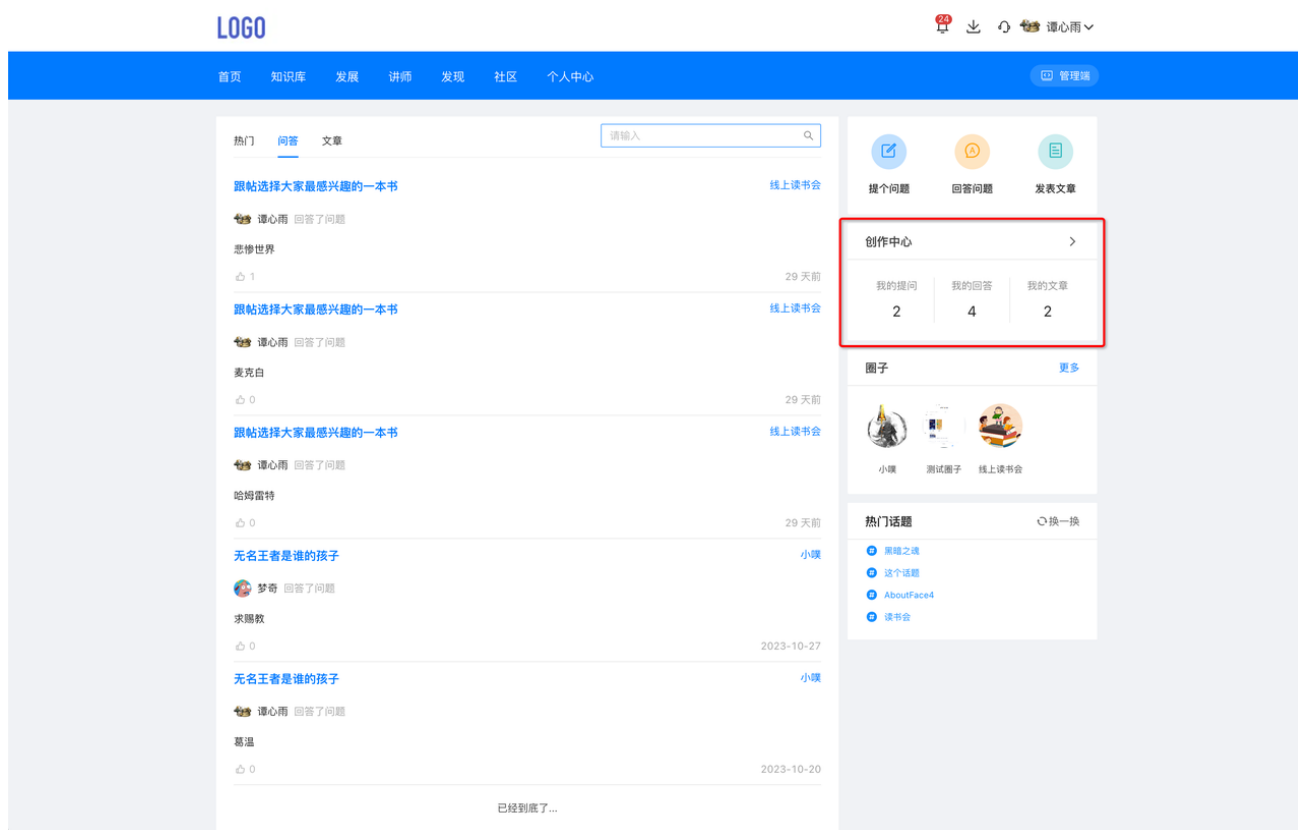 LOGO
24
谭心雨
首页 知识库 发展 讲师 发现 社区 个人中心 管理端
热门 问答 文章 请输入
跟帖选择大家最感兴趣的一本书 线上读书会
谭心雨 回答了问题
悲惨世界
1 29 天前
跟帖选择大家最感兴趣的一本书 线上读书会
谭心雨 回答了问题
麦克白
0 29 天前
跟帖选择大家最感兴趣的一本书 线上读书会
谭心雨 回答了问题
哈姆雷特
0 29 天前
无名王者是谁的孩子 小噗
梦奇 回答了问题
求赐教
0 2023-10-27
无名王者是谁的孩子 小噗
谭心雨 回答了问题
葛温
0 2023-10-20
已经到底了...
提个问题 回答问题 发表文章
创作中心
我的提问 我的回答 我的文章
2 4 2
圈子 更多
小噗 测试圈子 线上读书会
热门话题 换一换
# 黑暗之魂
# 这个话题
# AboutFace4
# 读书会